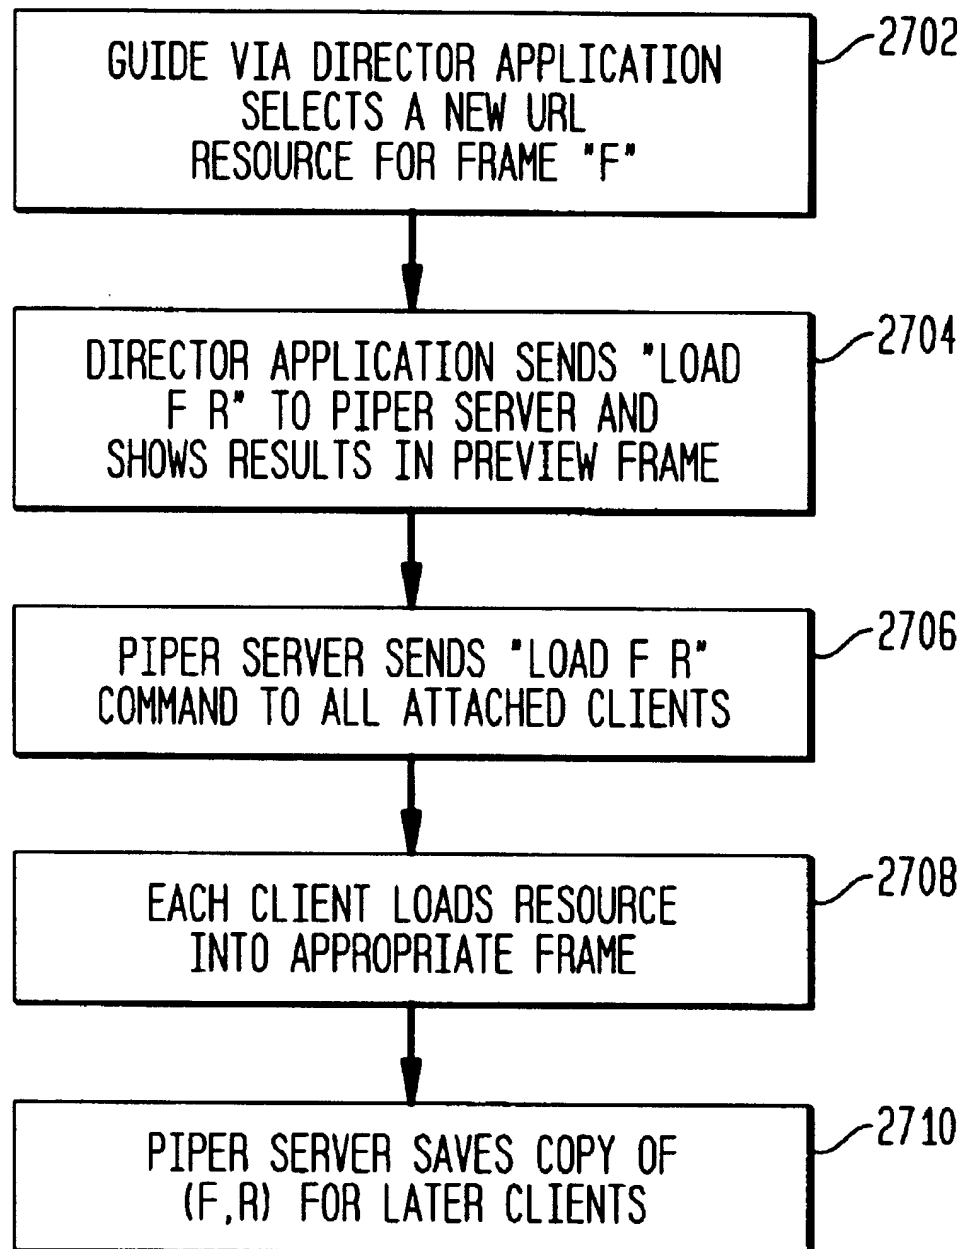 GUIDE VIA DIRECTOR APPLICATION
SELECTS A NEW URL
RESOURCE FOR FRAME "F"
2702
DIRECTOR APPLICATION SENDS "LOAD
F R" TO PIPER SERVER AND
SHOWS RESULTS IN PREVIEW FRAME
2704
PIPER SERVER SENDS "LOAD F R"
COMMAND TO ALL ATTACHED CLIENTS
2706
EACH CLIENT LOADS RESOURCE
INTO APPROPRIATE FRAME
2708
PIPER SERVER SAVES COPY OF
(F,R) FOR LATER CLIENTS
2710